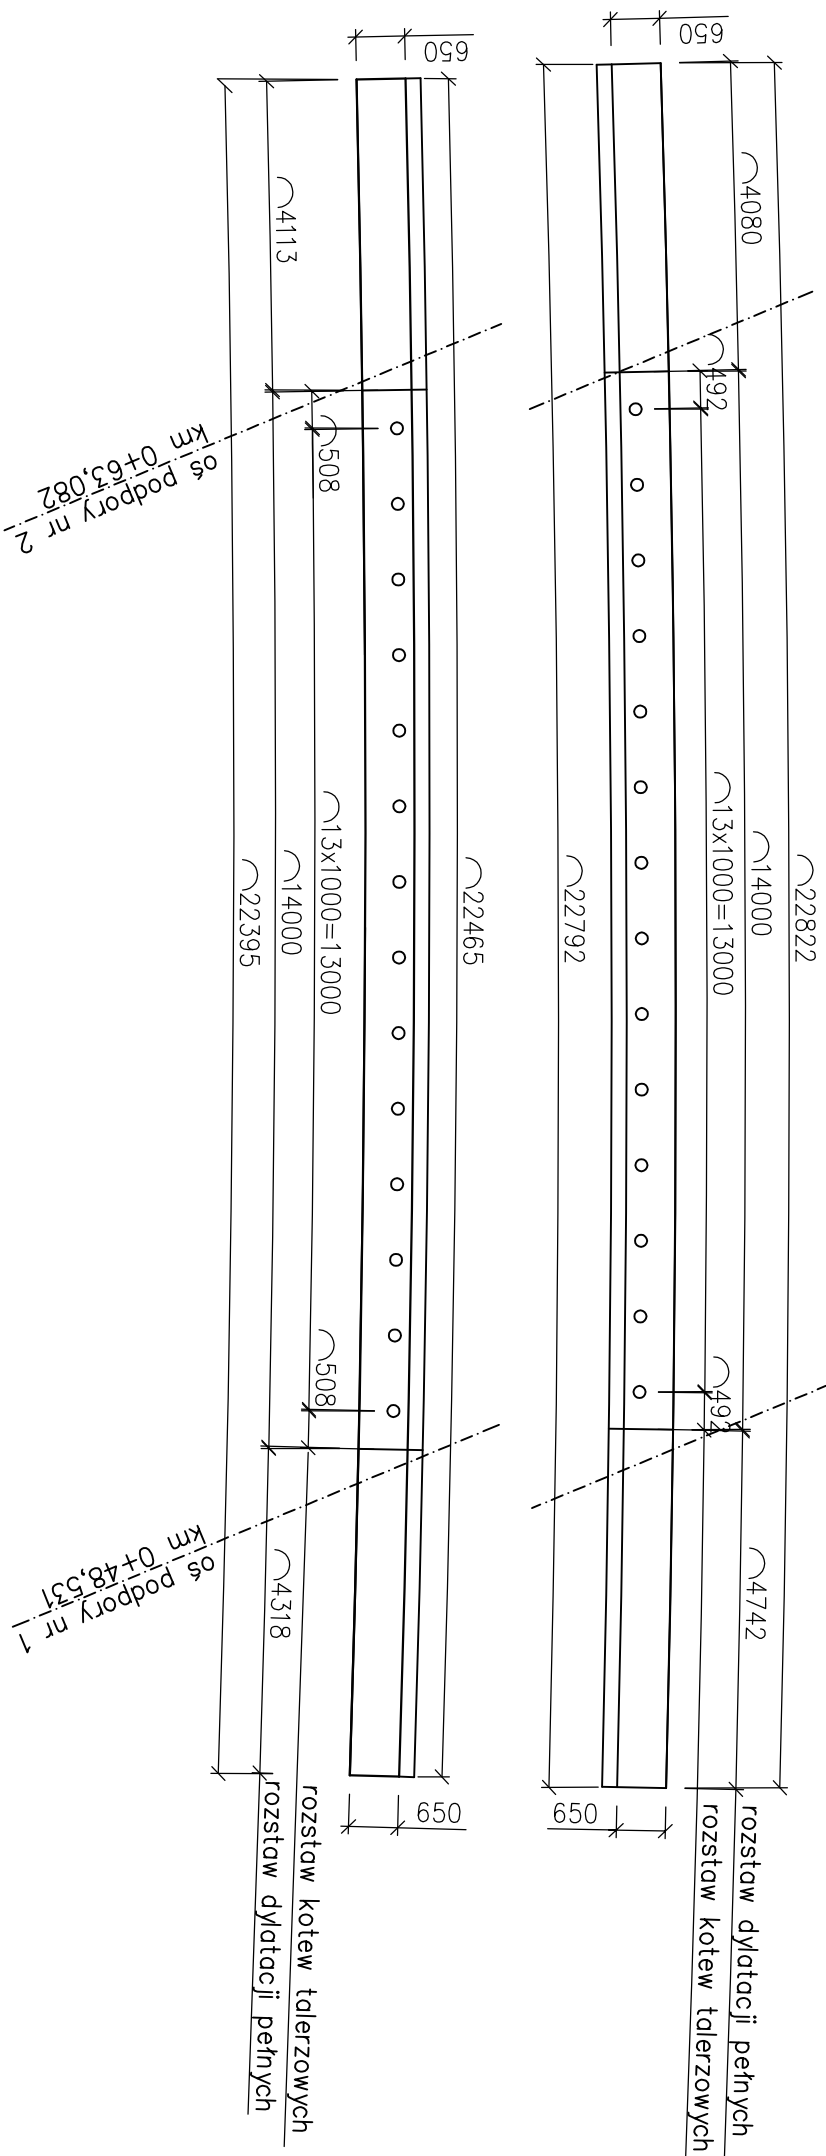 650
⌒22822
⌒4080
⌒14000
⌒4742
rozstaw dylatacji pełnych
⌒492
⌒13x1000=13000
⌒492
rozstaw kotew talerzowych
650
⌒22792
650
⌒22465
650
⌒508
⌒13x1000=13000
⌒508
rozstaw kotew talerzowych
⌒4113
⌒14000
⌒4318
rozstaw dylatacji pełnych
⌒22395
oś podpory nr 2
km 0+63,082
oś podpory nr 1
km 0+48,531